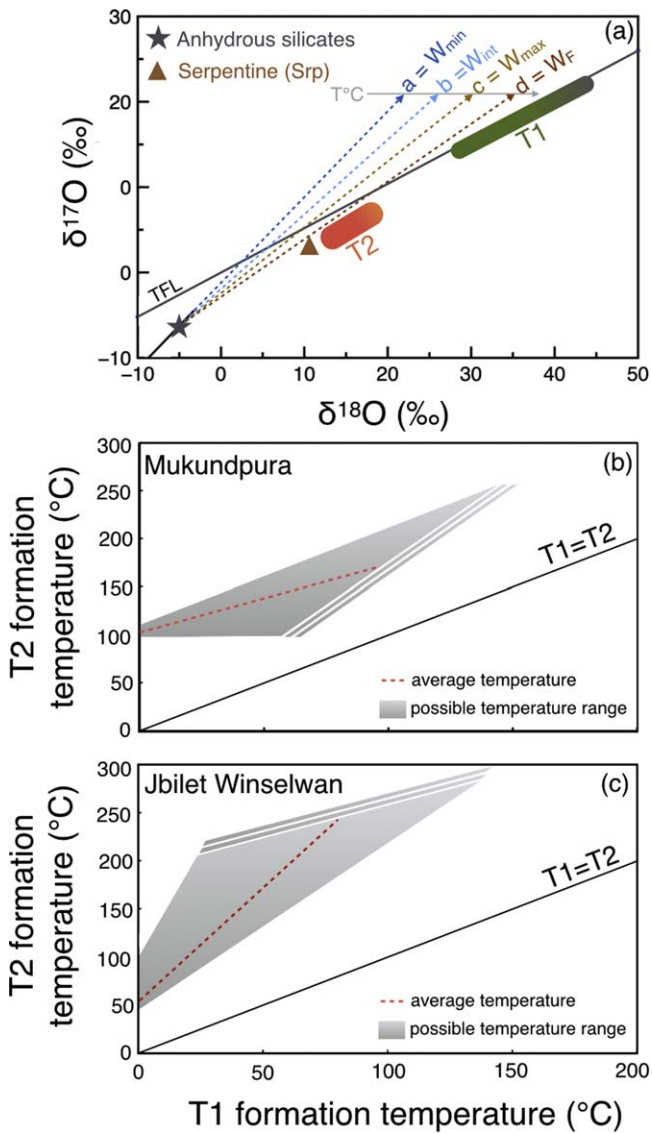 30
(a)
Anhydrous silicates
Serpentine (Srp)
a = Wmin
b = Wint
c = Wmax
d = WF
T°C
20
T1
0
T2
0
TFL
-10
-10 0 10 20 30 40 50
δ¹⁷O (‰)
δ¹⁸O (‰)
300
Mukundpura
(b)
250
200
T1=T2
150
100
50
0
average temperature
possible temperature range
T2 formation
temperature (°C)
300
Jbilet Winselwan
(c)
250
200
T1=T2
150
100
50
0
average temperature
possible temperature range
T2 formation
temperature (°C)
0 50 100 150 200
T1 formation temperature (°C)